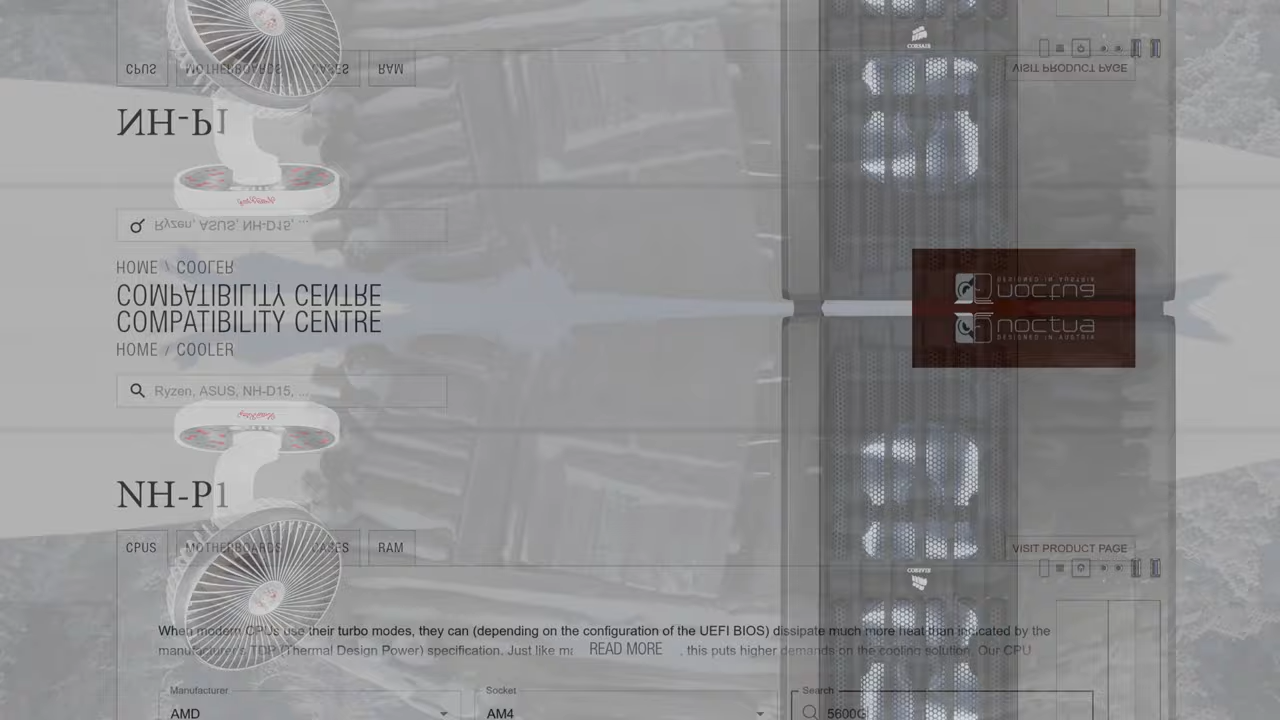 CORSAIR
CPUS MOTHERBOARDS CASES RAM
VISIT PRODUCT PAGE
NH-P1
Ryzen, ASUS, NH-D15, ...
HOME / COOLER
COMPATIBILITY CENTRE
noctua
DESIGNED IN AUSTRIA
COMPATIBILITY CENTRE
noctua
DESIGNED IN AUSTRIA
HOME / COOLER
Ryzen, ASUS, NH-D15, ...
NH-P1
CPUS MOTHERBOARDS CASES RAM
VISIT PRODUCT PAGE
CORSAIR
When modern CPUs use their turbo modes, they can (depending on the configuration of the UEFI BIOS) dissipate much more heat than indicated by the
manufacturer's TDP (Thermal Design Power) specification. Just like READ MORE , this puts higher demands on the cooling solution. Our CPU
Manufacturer Socket Search
AMD AM4 5600G